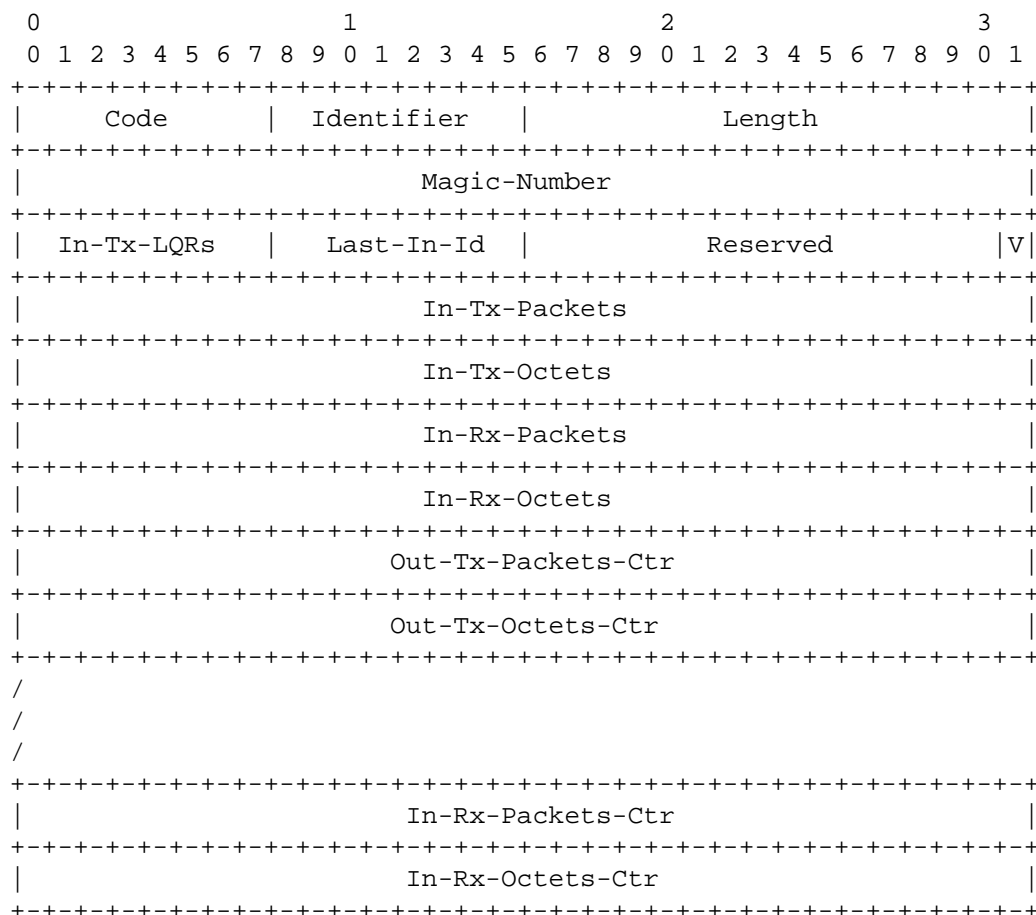 0                   1                   2                   3
 0 1 2 3 4 5 6 7 8 9 0 1 2 3 4 5 6 7 8 9 0 1 2 3 4 5 6 7 8 9 0 1
+-+-+-+-+-+-+-+-+-+-+-+-+-+-+-+-+-+-+-+-+-+-+-+-+-+-+-+-+-+-+-+-+
|     Code      |  Identifier   |            Length             |
+-+-+-+-+-+-+-+-+-+-+-+-+-+-+-+-+-+-+-+-+-+-+-+-+-+-+-+-+-+-+-+-+
|                         Magic-Number                          |
+-+-+-+-+-+-+-+-+-+-+-+-+-+-+-+-+-+-+-+-+-+-+-+-+-+-+-+-+-+-+-+-+
|  In-Tx-LQRs   |   Last-In-Id  |           Reserved          |V|
+-+-+-+-+-+-+-+-+-+-+-+-+-+-+-+-+-+-+-+-+-+-+-+-+-+-+-+-+-+-+-+-+
|                         In-Tx-Packets                         |
+-+-+-+-+-+-+-+-+-+-+-+-+-+-+-+-+-+-+-+-+-+-+-+-+-+-+-+-+-+-+-+-+
|                         In-Tx-Octets                          |
+-+-+-+-+-+-+-+-+-+-+-+-+-+-+-+-+-+-+-+-+-+-+-+-+-+-+-+-+-+-+-+-+
|                         In-Rx-Packets                         |
+-+-+-+-+-+-+-+-+-+-+-+-+-+-+-+-+-+-+-+-+-+-+-+-+-+-+-+-+-+-+-+-+
|                         In-Rx-Octets                          |
+-+-+-+-+-+-+-+-+-+-+-+-+-+-+-+-+-+-+-+-+-+-+-+-+-+-+-+-+-+-+-+-+
|                       Out-Tx-Packets-Ctr                      |
+-+-+-+-+-+-+-+-+-+-+-+-+-+-+-+-+-+-+-+-+-+-+-+-+-+-+-+-+-+-+-+-+
|                       Out-Tx-Octets-Ctr                       |
+-+-+-+-+-+-+-+-+-+-+-+-+-+-+-+-+-+-+-+-+-+-+-+-+-+-+-+-+-+-+-+-+
/
/
/
+-+-+-+-+-+-+-+-+-+-+-+-+-+-+-+-+-+-+-+-+-+-+-+-+-+-+-+-+-+-+-+-+
|                        In-Rx-Packets-Ctr                      |
+-+-+-+-+-+-+-+-+-+-+-+-+-+-+-+-+-+-+-+-+-+-+-+-+-+-+-+-+-+-+-+-+
|                        In-Rx-Octets-Ctr                       |
+-+-+-+-+-+-+-+-+-+-+-+-+-+-+-+-+-+-+-+-+-+-+-+-+-+-+-+-+-+-+-+-+